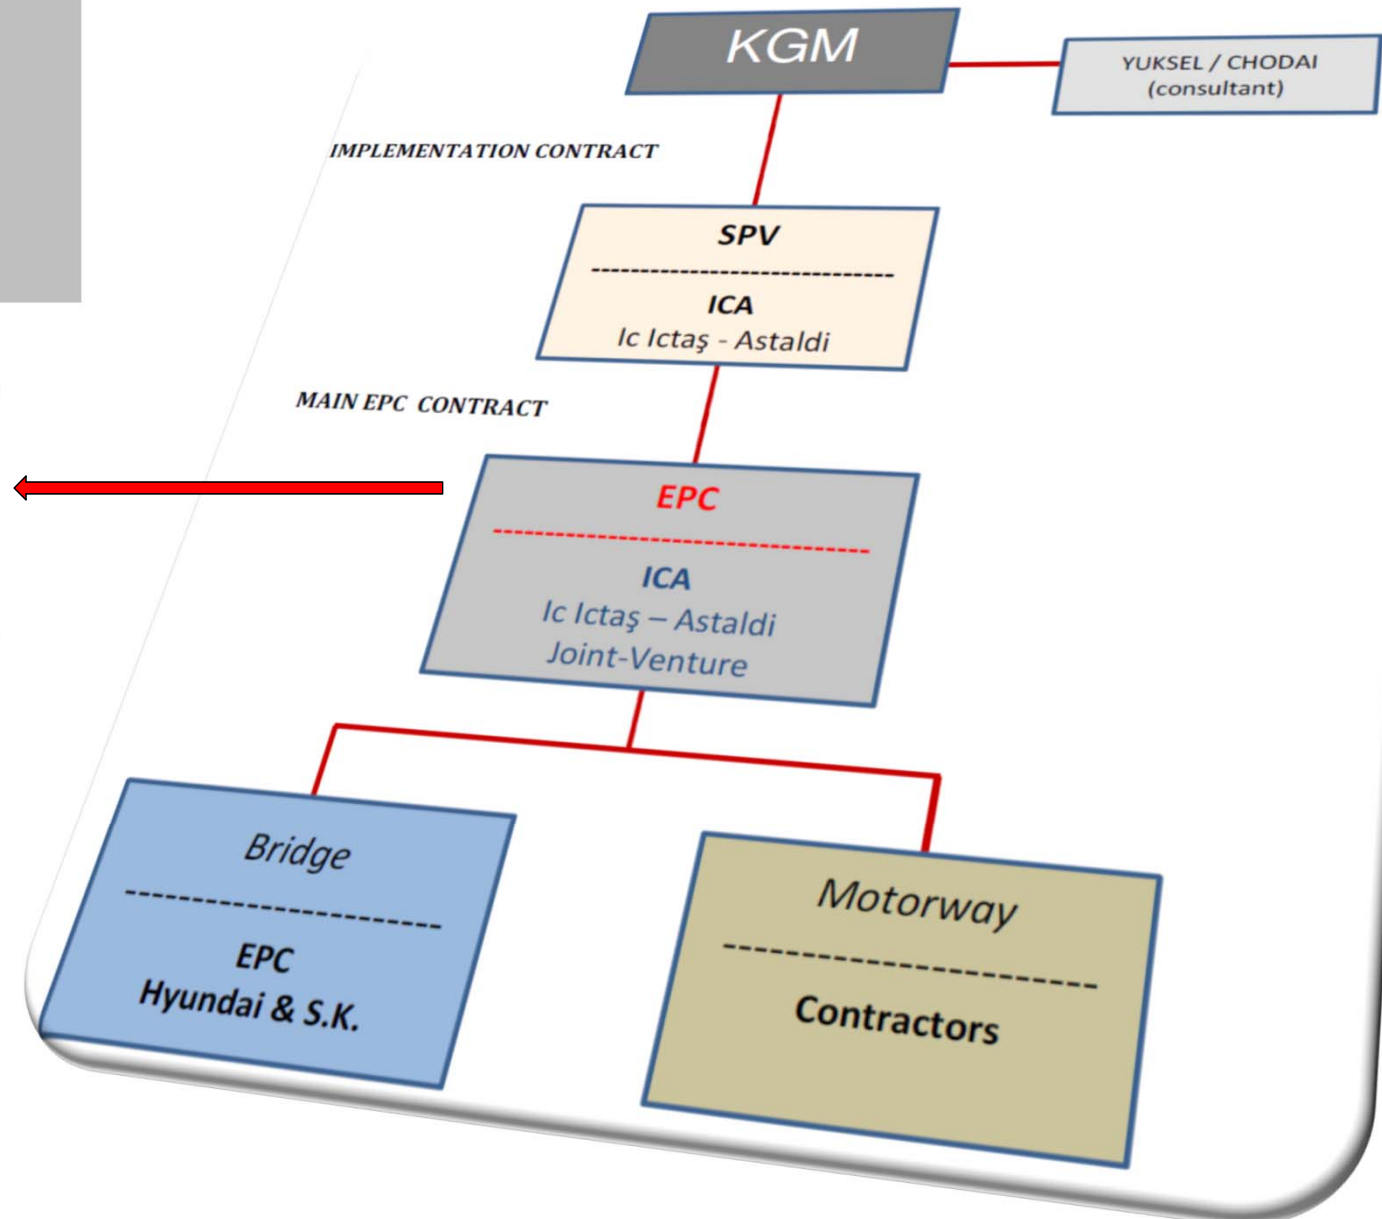 KGM
YUKSEL / CHODAI
(consultant)
IMPLEMENTATION CONTRACT
SPV
------------------------------
ICA
Ic Ictaş - Astaldi
MAIN EPC CONTRACT
EPC
------------------------------------
ICA
Ic Ictaş – Astaldi
Joint-Venture
Bridge
----------------------
EPC
Hyundai & S.K.
Motorway
----------------------
Contractors